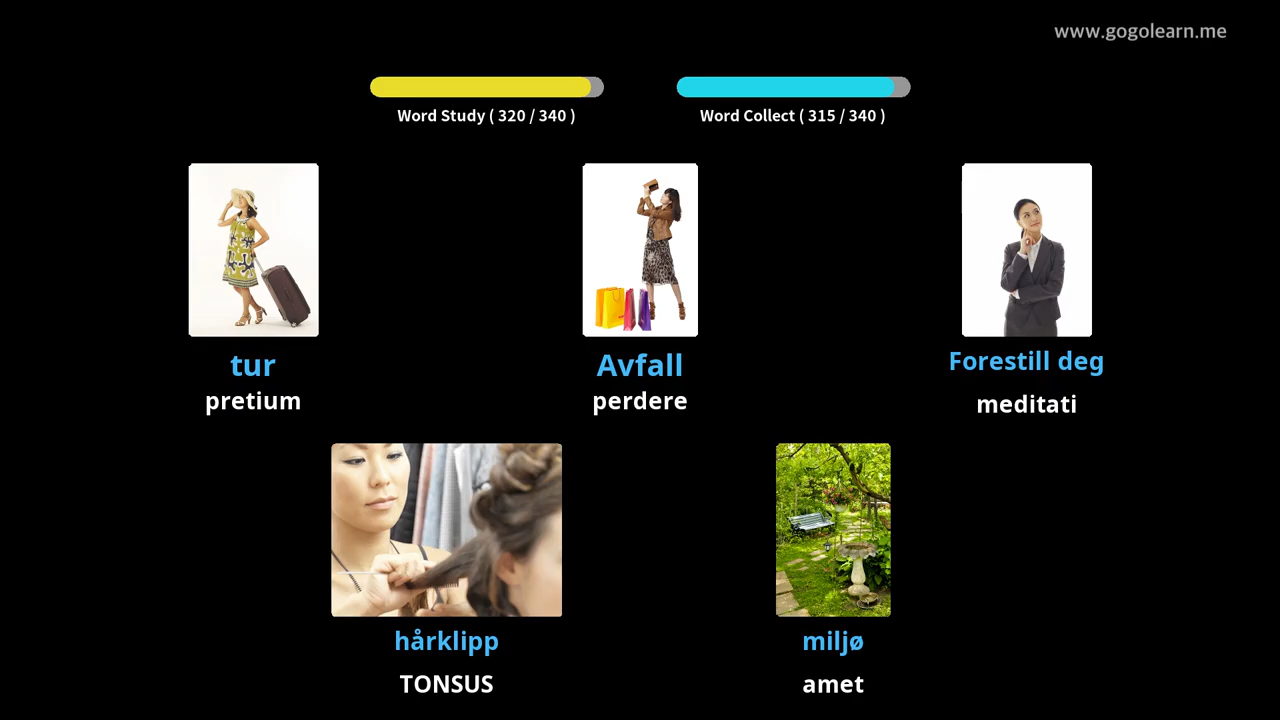 www.gogolearn.me
Word Study ( 320 / 340 )
Word Collect ( 315 / 340 )
tur
pretium
Avfall
perdere
Forestill deg
meditati
hårklipp
TONSUS
miljø
amet